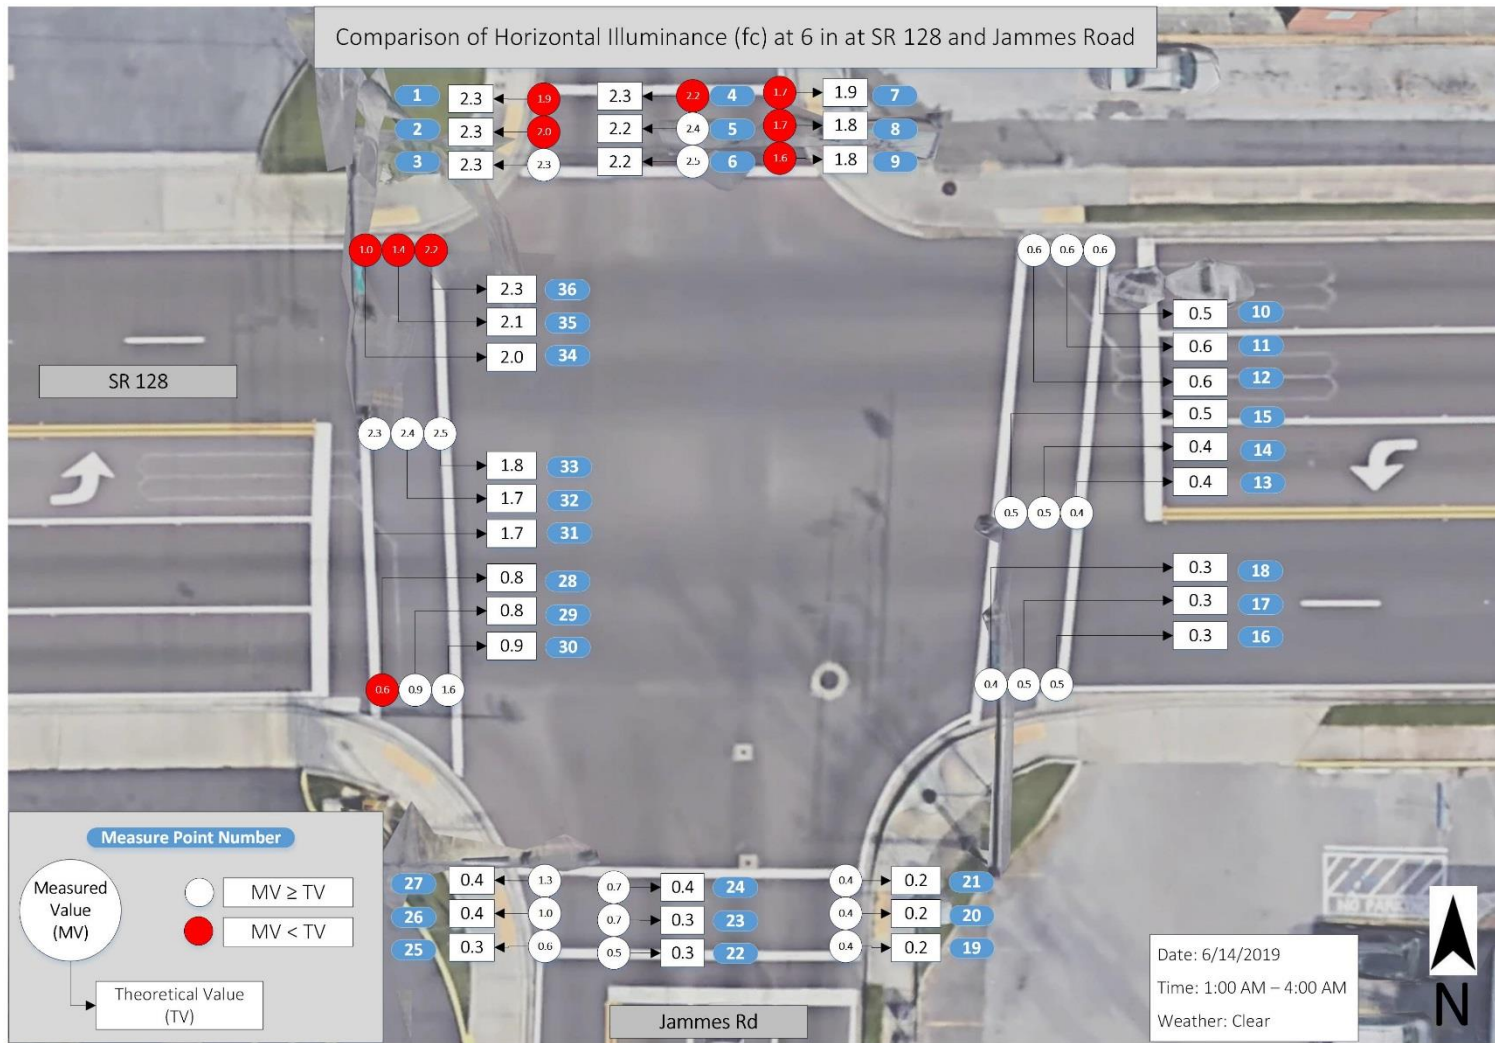 Comparison of Horizontal Illuminance (fc) at 6 in at SR 128 and Jammes Road
1 2.3 1.9 2.3 2.2 4 1.7 1.9 7
2 2.3 2.0 2.2 2.4 5 1.7 1.8 8
3 2.3 2.3 2.2 2.5 6 1.6 1.8 9
1.0 1.4 2.2
2.3 36
2.1 35
2.0 34
0.6 0.6 0.6
0.5 10
0.6 11
0.6 12
0.5 15
0.4 14
0.4 13
SR 128
2.3 2.4 2.5
1.8 33
1.7 32
1.7 31
0.5 0.5 0.4
0.8 28
0.8 29
0.9 30
0.3 18
0.3 17
0.3 16
0.6 0.9 1.6
0.4 0.5 0.5
27 0.4 1.3 0.7 0.4 24 0.4 0.2 21
26 0.4 1.0 0.7 0.3 23 0.4 0.2 20
25 0.3 0.6 0.5 0.3 22 0.4 0.2 19
Measure Point Number
Measured
Value
(MV)
MV ≥ TV
MV < TV
Theoretical Value
(TV)
Jammes Rd
Date: 6/14/2019
Time: 1:00 AM – 4:00 AM
Weather: Clear
N